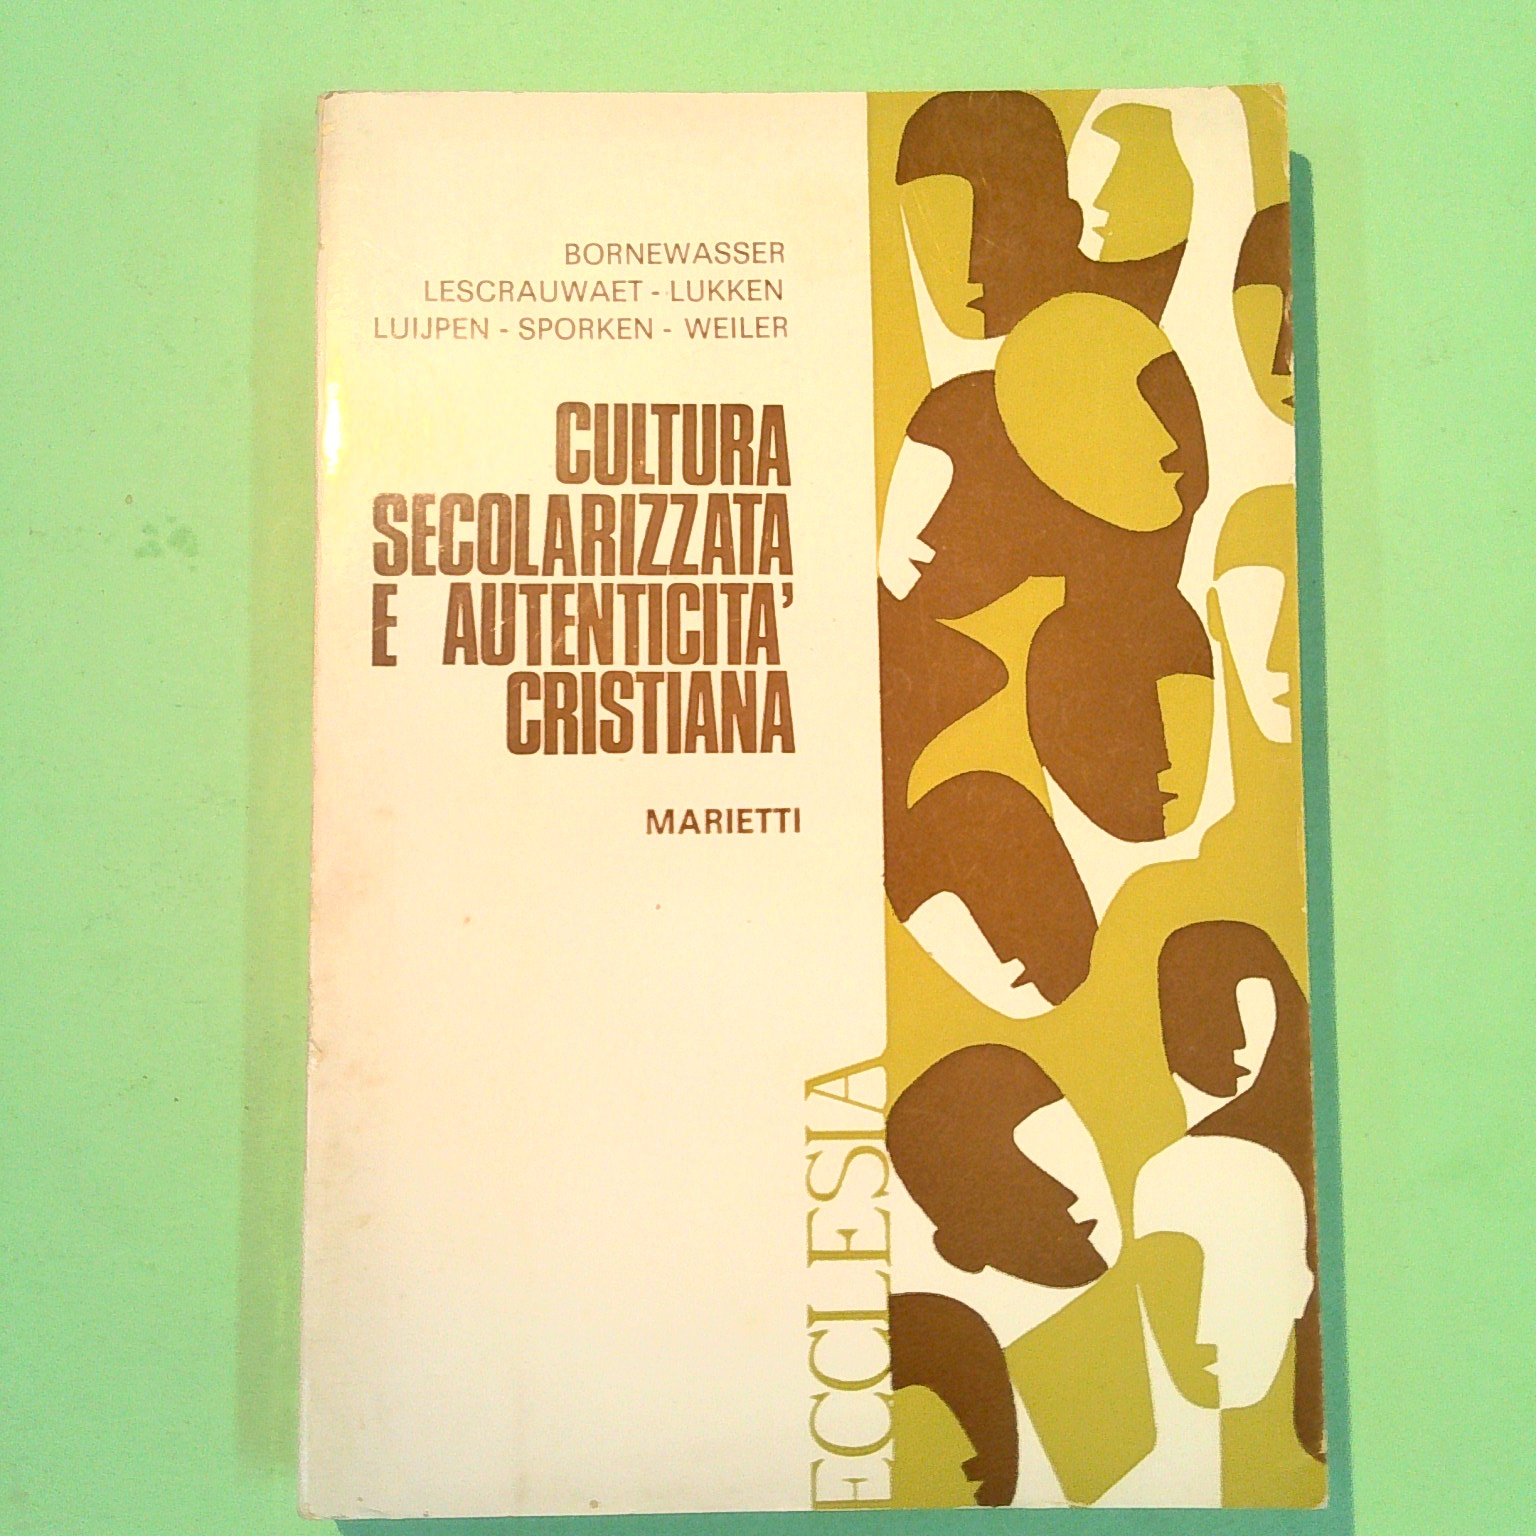 BORNEWASSER
LESCRAUWAET - LUKKEN
LUIJPEN - SPORKEN - WEILER
CULTURA
SECOLARIZZATA
E AUTENTICITA'
CRISTIANA
MARIETTI
ECCLESIA